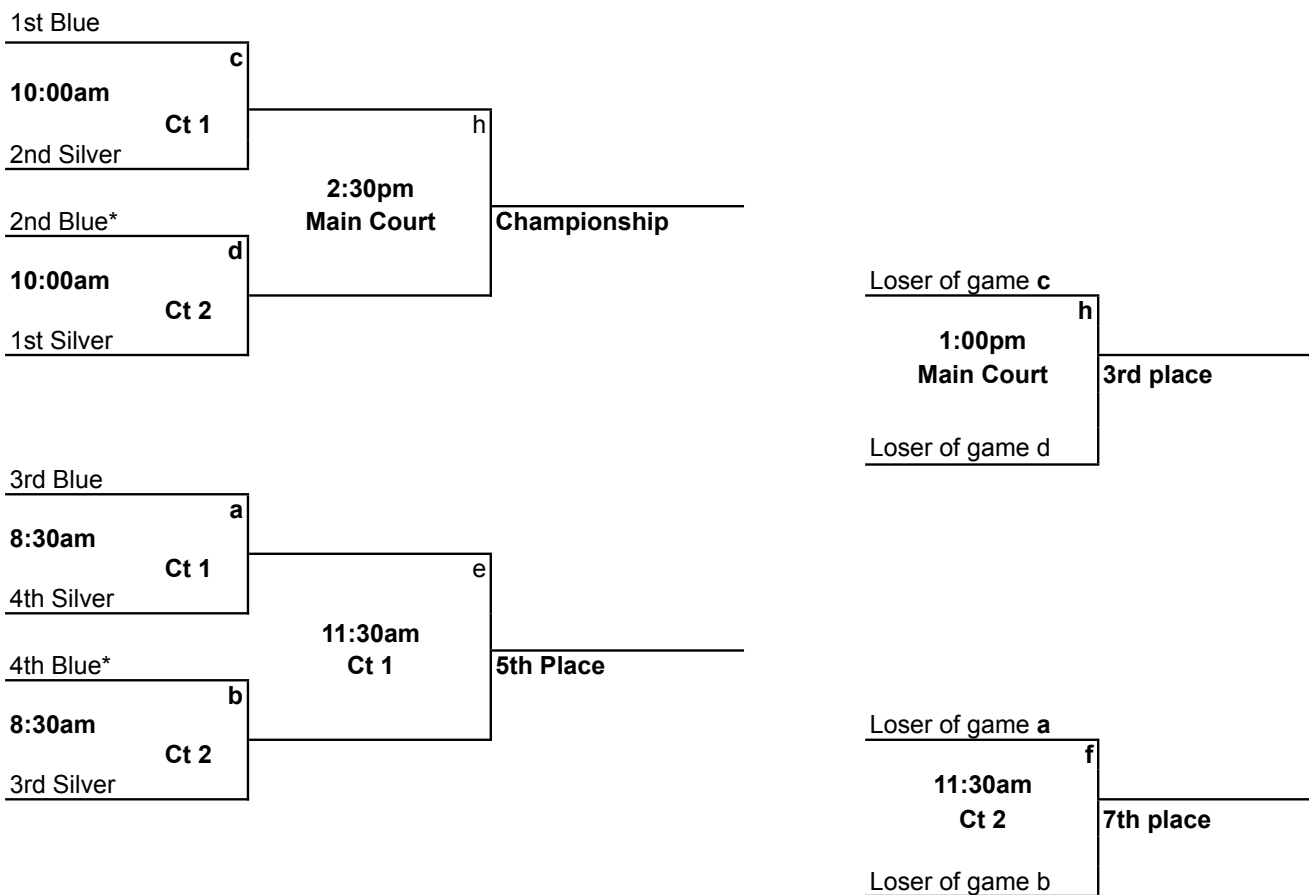 1st Blue
c
10:00am
Ct 1
h
2nd Silver
2:30pm
2nd Blue*
Main Court
Championship
d
10:00am
Loser of game c
Ct 2
h
1st Silver
1:00pm
Main Court
3rd place
Loser of game d
3rd Blue
a
8:30am
Ct 1
e
4th Silver
11:30am
4th Blue*
Ct 1
5th Place
b
8:30am
Loser of game a
Ct 2
f
3rd Silver
11:30am
Ct 2
7th place
Loser of game b